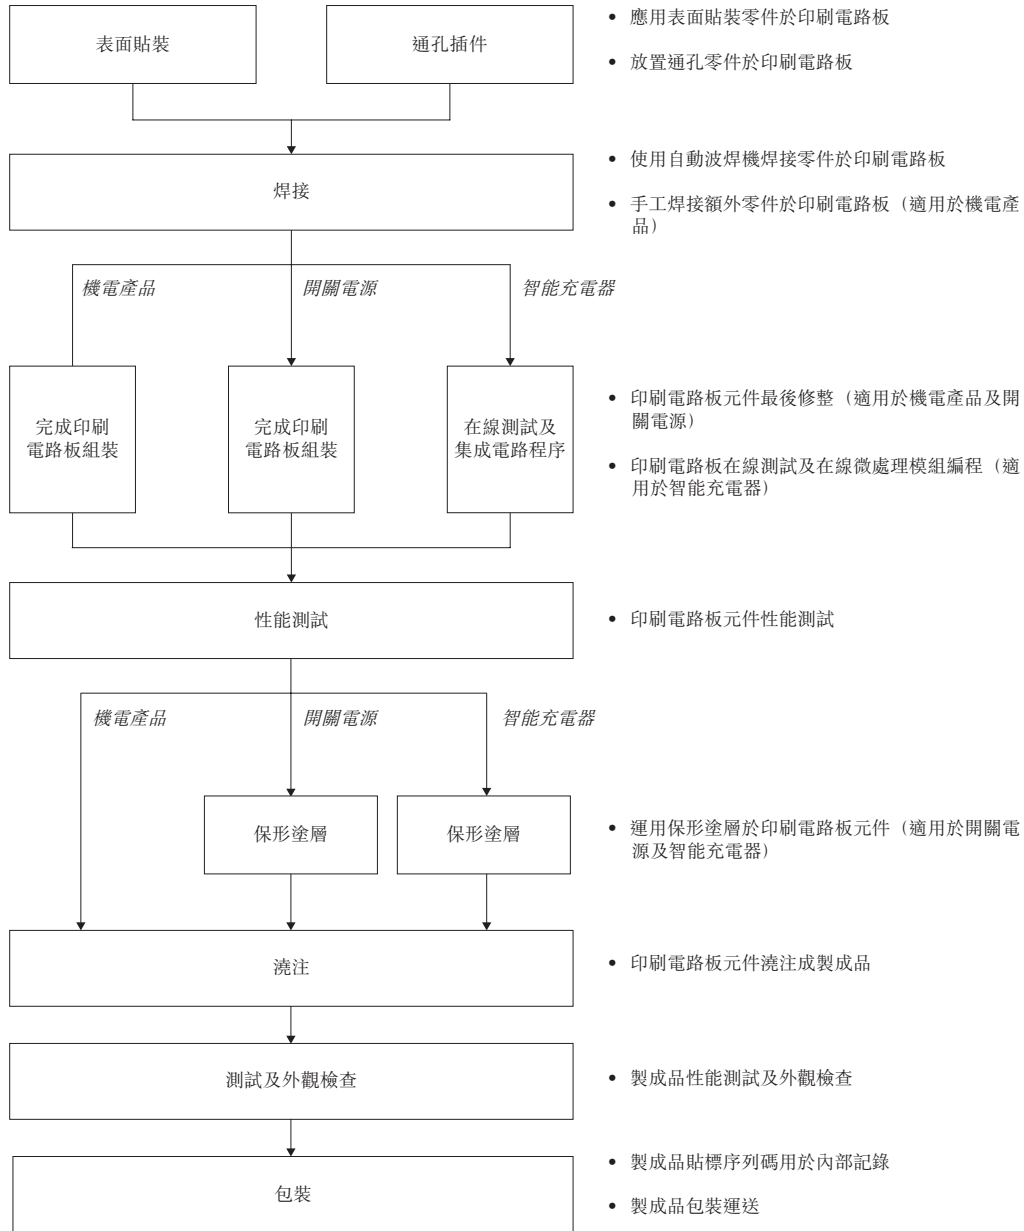 表面貼裝
通孔插件
• 應用表面貼裝零件於印刷電路板
• 放置通孔零件於印刷電路板
焊接
• 使用自動波焊機焊接零件於印刷電路板
• 手工焊接額外零件於印刷電路板（適用於機電產
品）
機電產品
開關電源
智能充電器
完成印刷
電路板組裝
完成印刷
電路板組裝
在線測試及
集成電路程序
• 印刷電路板元件最後修整（適用於機電產品及開
關電源）
• 印刷電路板在線測試及在線微處理模組編程（適
用於智能充電器）
性能測試
• 印刷電路板元件性能測試
機電產品
開關電源
智能充電器
保形塗層
保形塗層
• 運用保形塗層於印刷電路板元件（適用於開關電
源及智能充電器）
澆注
• 印刷電路板元件澆注成製成品
測試及外觀檢查
• 製成品性能測試及外觀檢查
包裝
• 製成品貼標序列碼用於內部記錄
• 製成品包裝運送